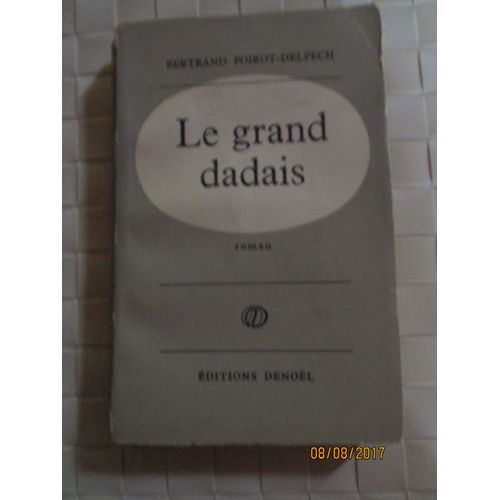 BERTRAND POIROT-DELPECH
Le grand
dadais
roman
ÉDITIONS DENOËL
08/08/2017